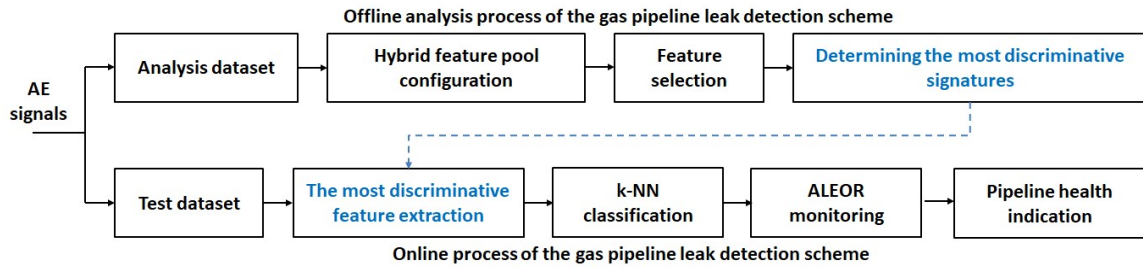 Offline analysis process of the gas pipeline leak detection scheme
AE
signals
Analysis dataset
Hybrid feature pool
configuration
Feature
selection
Determining the most discriminative
signatures
Test dataset
The most discriminative
feature extraction
k-NN
classification
ALEOR
monitoring
Pipeline health
indication
Online process of the gas pipeline leak detection scheme